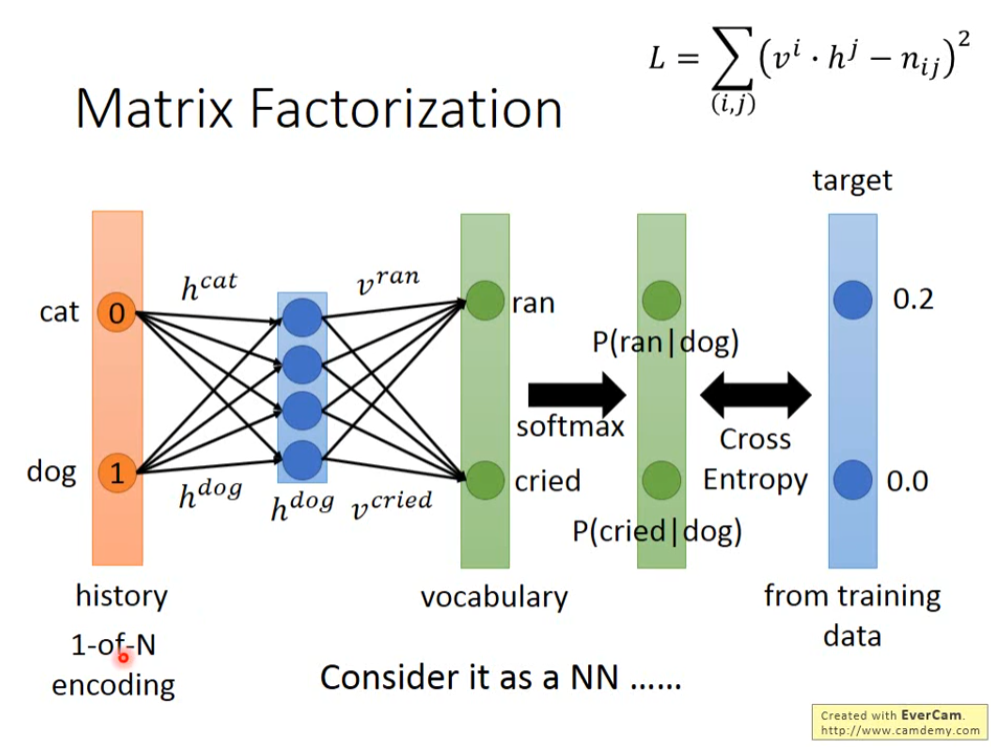 L = ∑(i,j) (v^i · h^j − n_ij)^2
Matrix Factorization
target
h^cat
v^ran
cat
0
ran
0.2
P(ran|dog)
softmax
Cross
Entropy
dog
1
h^dog
h^dog
v^cried
cried
0.0
P(cried|dog)
history
vocabulary
from training
data
1-of-N
encoding
Consider it as a NN ......
Created with EverCam.
http://www.camdemy.com